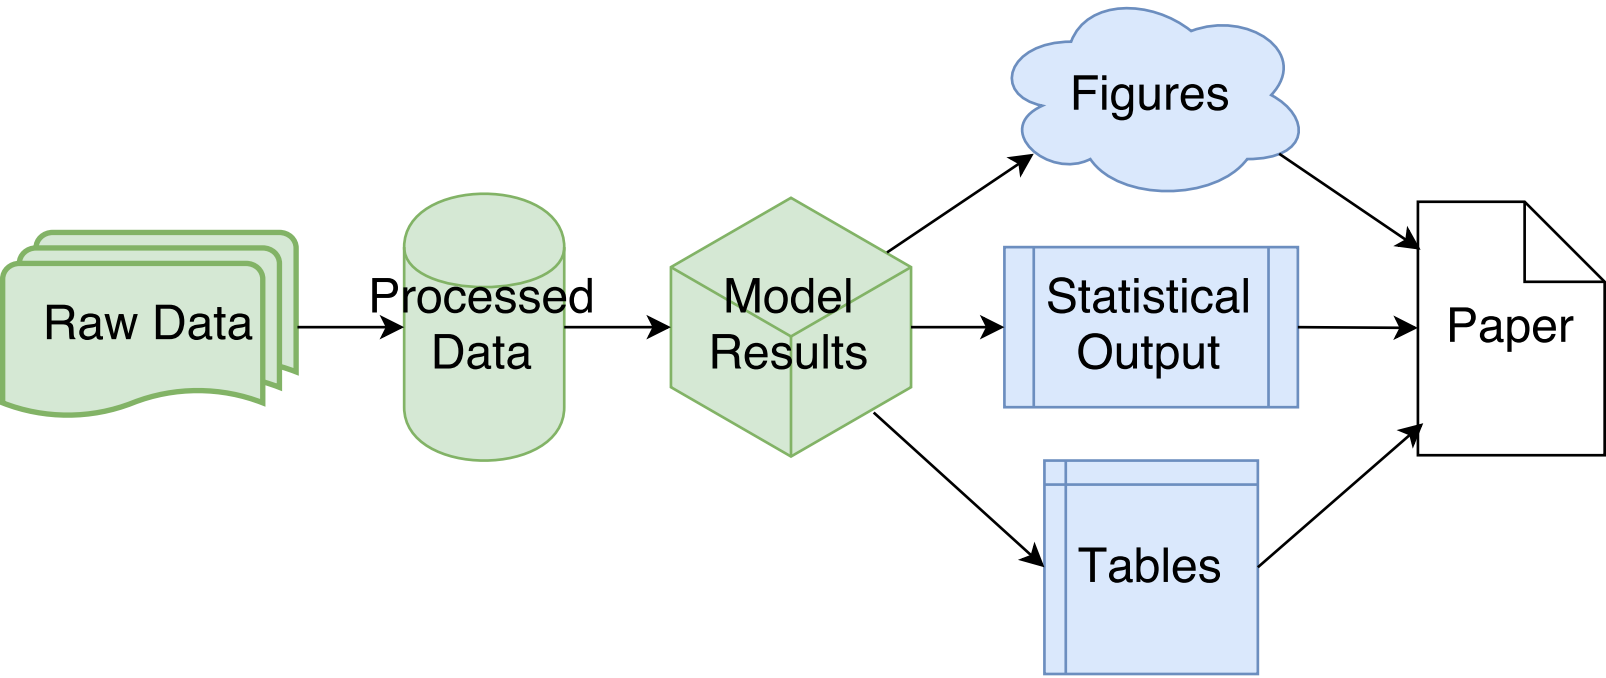 Raw Data
Processed
Data
Model
Results
Figures
Statistical
Output
Tables
Paper